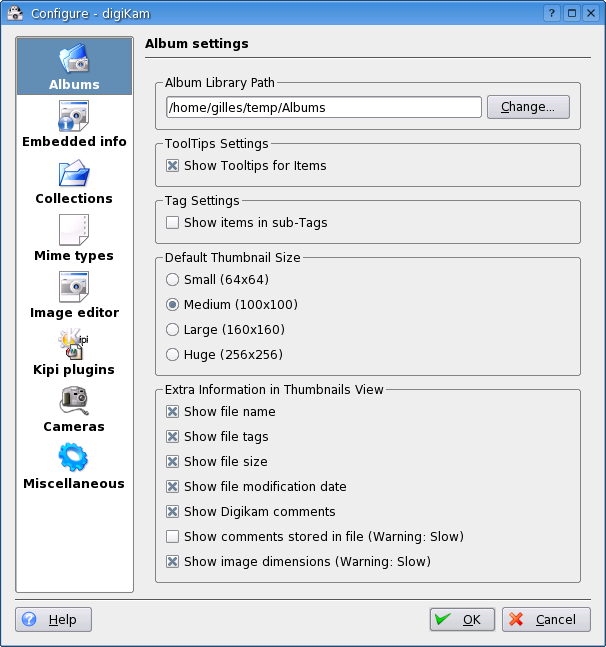 Configure - digiKam
Albums
Embedded info
Collections
Mime types
Image editor
Kipi plugins
Cameras
Miscellaneous
Album settings
Album Library Path
/home/gilles/temp/Albums
Change...
ToolTips Settings
Show Tooltips for Items
Tag Settings
Show items in sub-Tags
Default Thumbnail Size
Small (64x64)
Medium (100x100)
Large (160x160)
Huge (256x256)
Extra Information in Thumbnails View
Show file name
Show file tags
Show file size
Show file modification date
Show Digikam comments
Show comments stored in file (Warning: Slow)
Show image dimensions (Warning: Slow)
Help
OK
Cancel